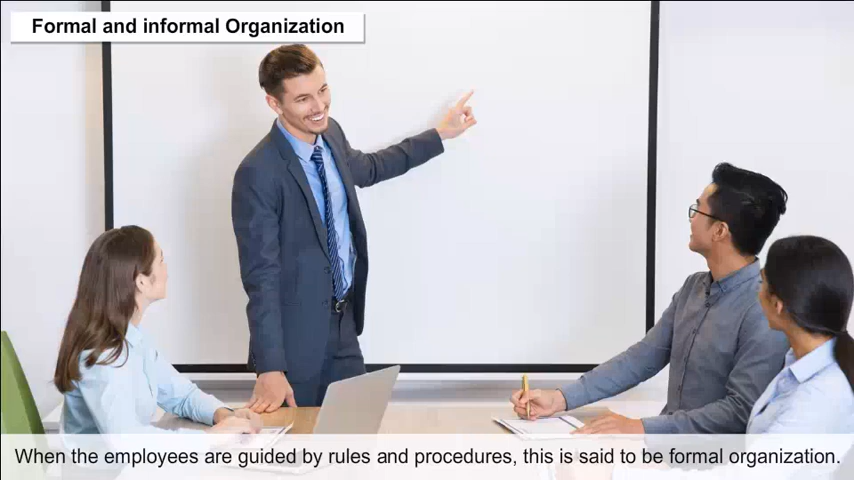 Formal and informal Organization
When the employees are guided by rules and procedures, this is said to be formal organization.